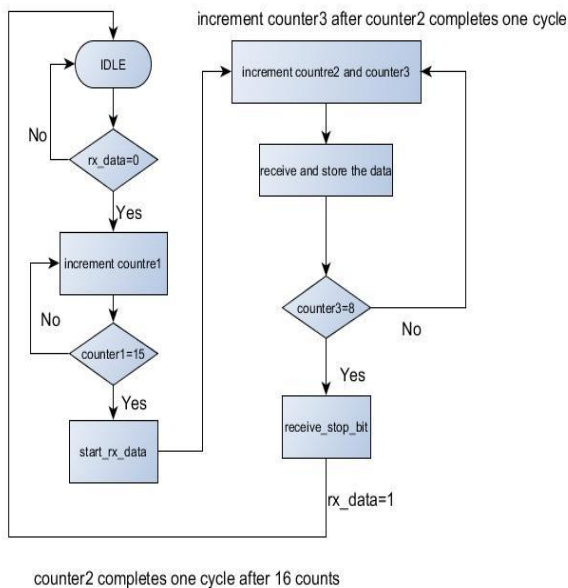 increment counter3 after counter2 completes one cycle
IDLE
No
rx_data=0
Yes
increment countre1
No
counter1=15
Yes
start_rx_data
increment countre2 and counter3
receive and store the data
counter3=8
No
Yes
receive_stop_bit
rx_data=1
counter2 completes one cycle after 16 counts